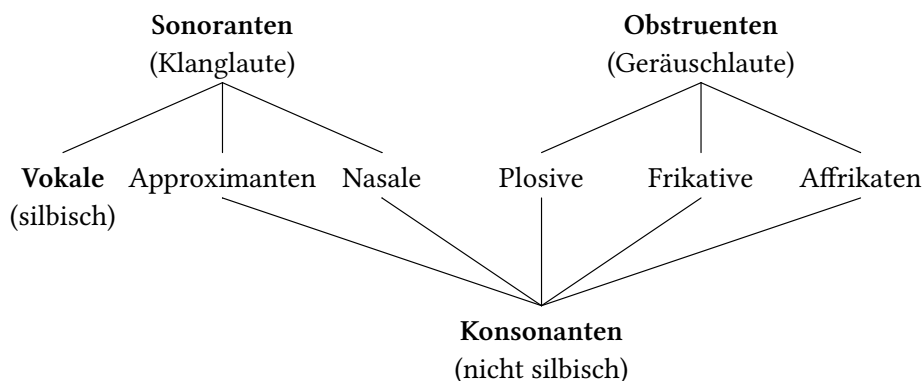 Sonoranten Obstruenten
(Klanglaute) (Geräuschlaute)
Vokale Approximanten Nasale Plosive Frikative Affrikaten
(silbisch)
Konsonanten
(nicht silbisch)